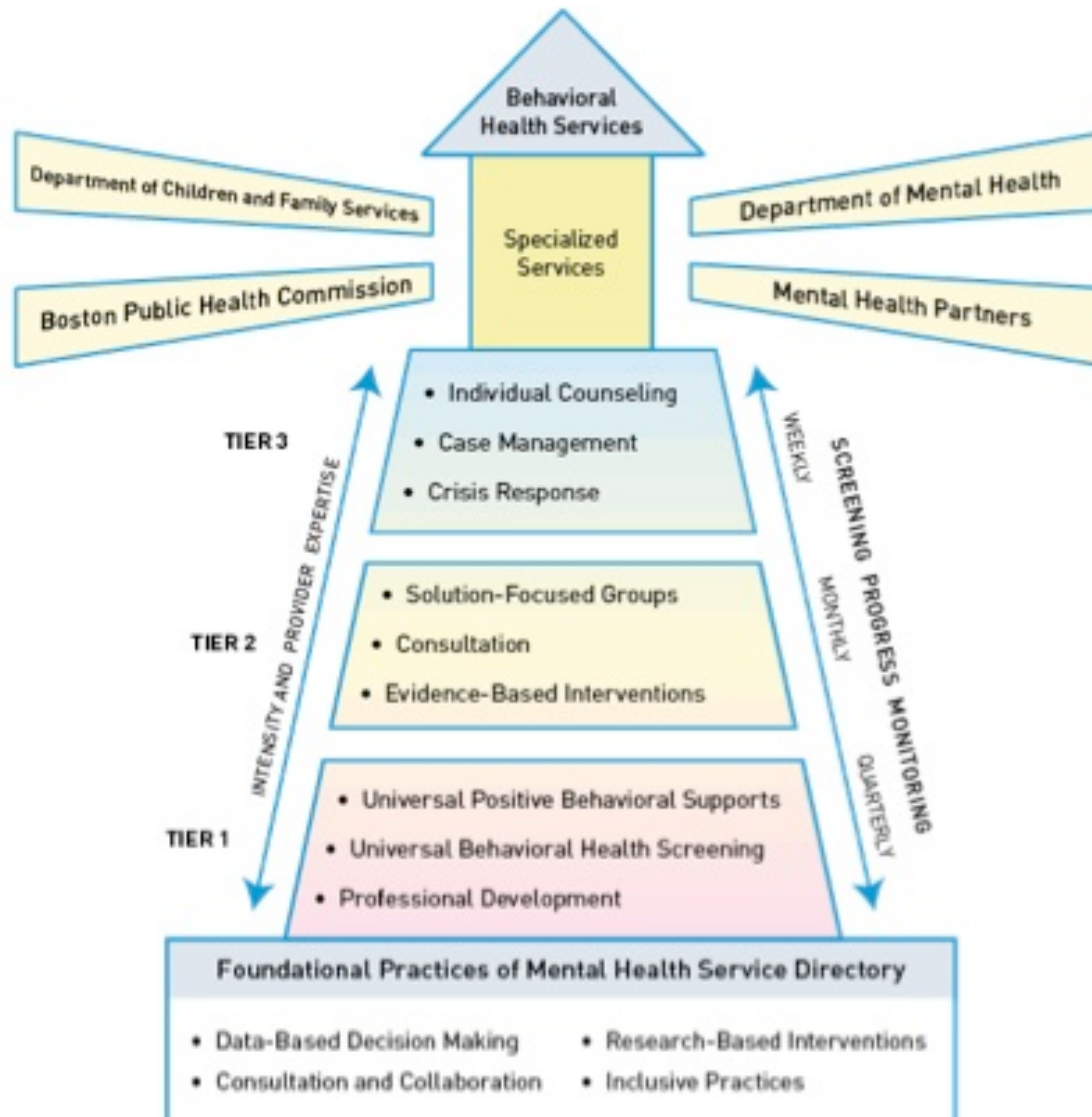 Behavioral
Health Services
Department of Children and Family Services
Department of Mental Health
Specialized
Services
Boston Public Health Commission
Mental Health Partners
TIER 3
• Individual Counseling
• Case Management
• Crisis Response
WEEKLY
SCREENING PROGRESS MONITORING
INTENSITY AND PROVIDER EXPERTISE
TIER 2
• Solution-Focused Groups
• Consultation
• Evidence-Based Interventions
MONTHLY
TIER 1
• Universal Positive Behavioral Supports
• Universal Behavioral Health Screening
• Professional Development
QUARTERLY
Foundational Practices of Mental Health Service Directory
• Data-Based Decision Making
• Consultation and Collaboration
• Research-Based Interventions
• Inclusive Practices